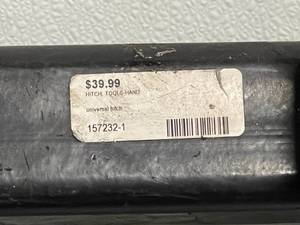 $39.99
HITCH, TOOLS-HAND
universal hitch
157232-1